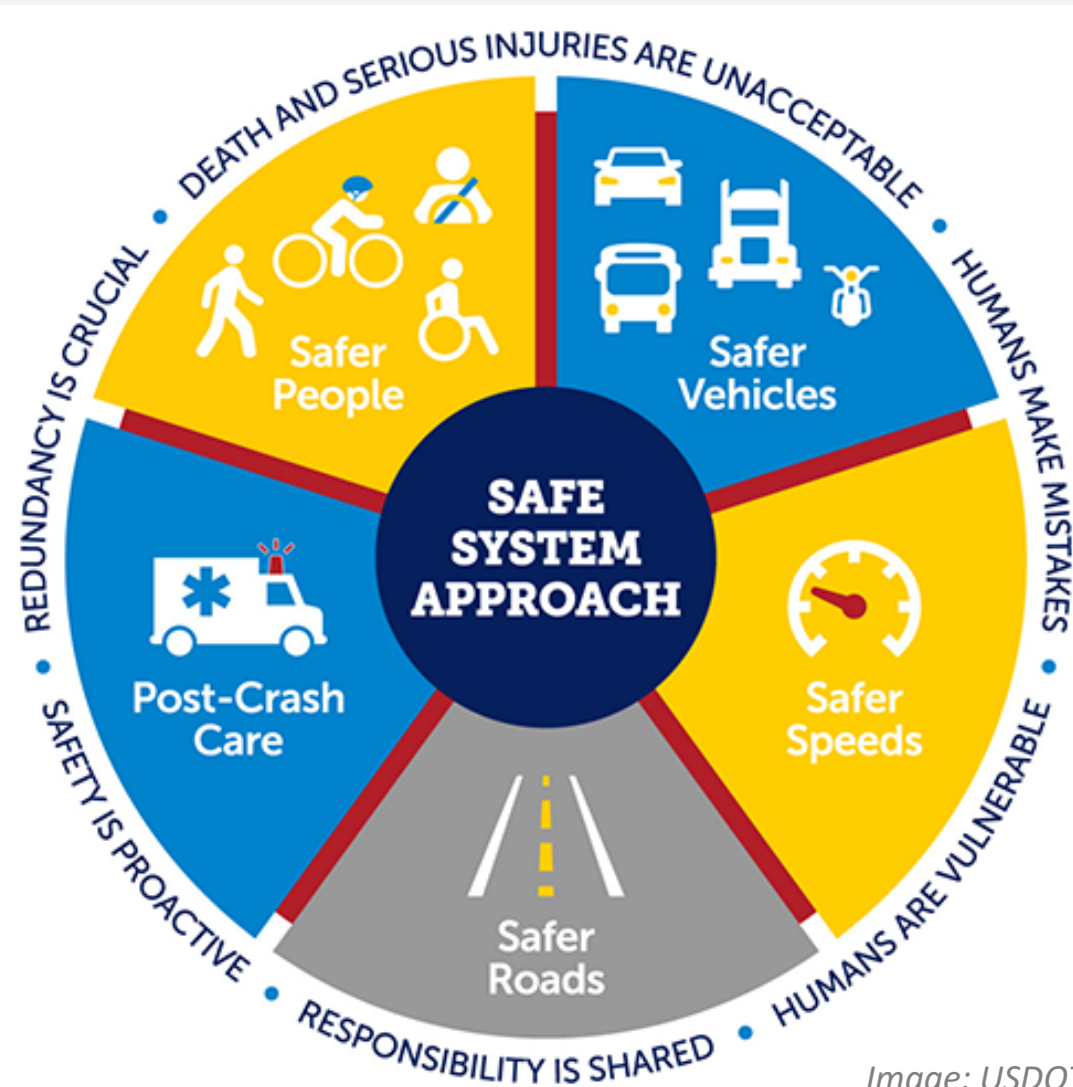 DEATH AND SERIOUS INJURIES ARE UNACCEPTABLE
HUMANS MAKE MISTAKES
HUMANS ARE VULNERABLE
RESPONSIBILITY IS SHARED
SAFETY IS PROACTIVE
REDUNDANCY IS CRUCIAL
Safer
People
Safer
Vehicles
SAFE
SYSTEM
APPROACH
Post-Crash
Care
Safer
Speeds
Safer
Roads
Image: USDOT